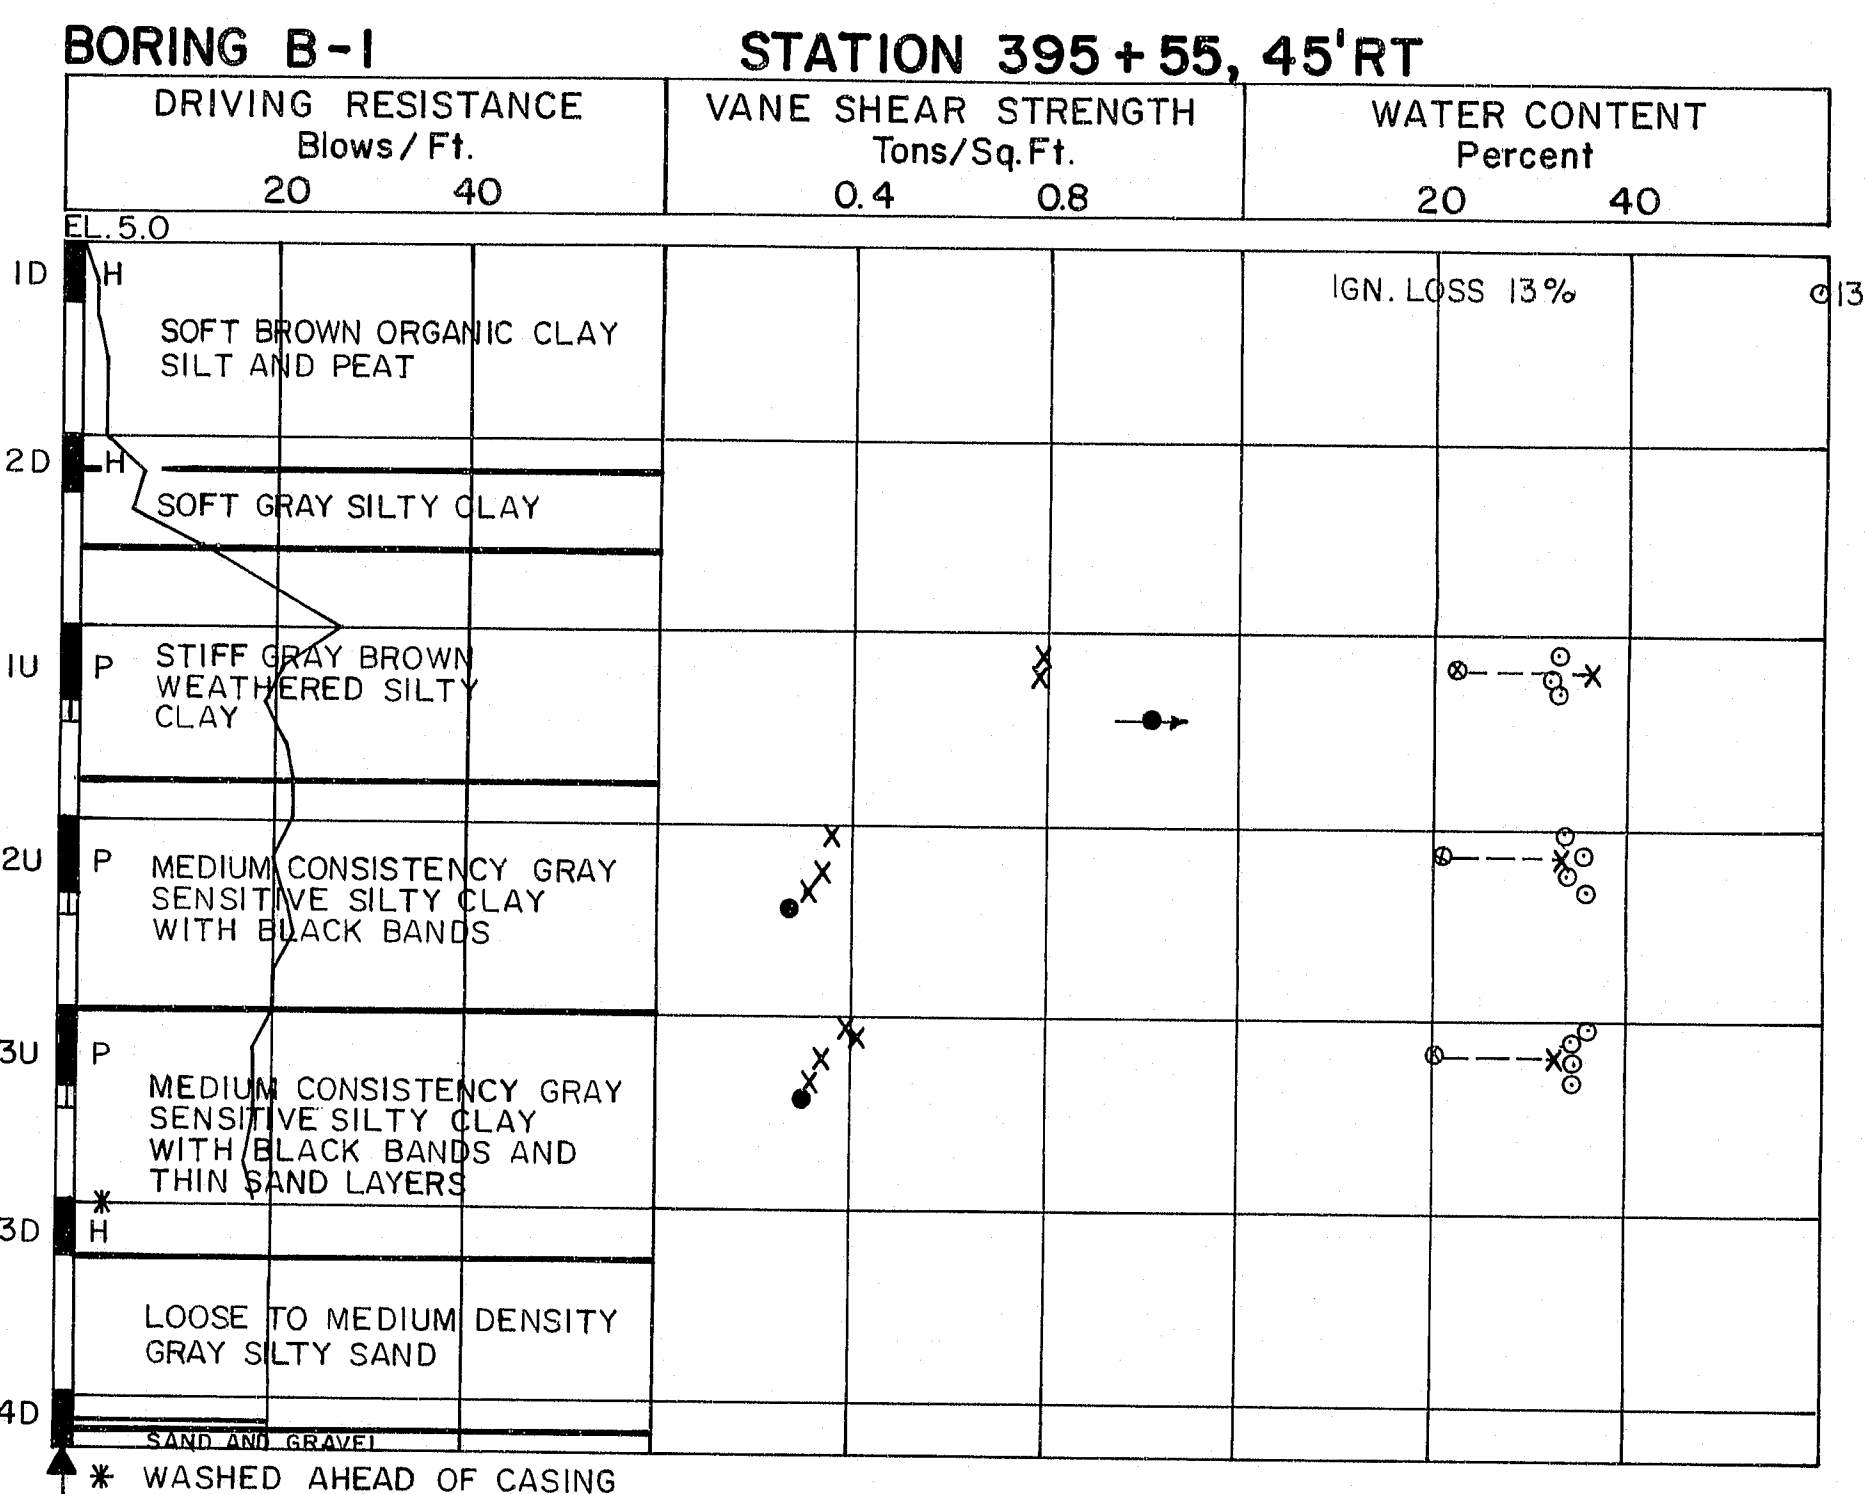 BORING B-1
STATION 395+55, 45'RT
DRIVING RESISTANCE
Blows/Ft.
20 40
VANE SHEAR STRENGTH
Tons/Sq.Ft.
0.4 0.8
WATER CONTENT
Percent
20 40
EL. 5.0
1D H
IGN. LOSS 13%
13
SOFT BROWN ORGANIC CLAY
SILT AND PEAT
2D H
SOFT GRAY SILTY CLAY
1U P
STIFF GRAY BROWN
WEATHERED SILTY
CLAY
2U P
MEDIUM CONSISTENCY GRAY
SENSITIVE SILTY CLAY
WITH BLACK BANDS
3U P
MEDIUM CONSISTENCY GRAY
SENSITIVE SILTY CLAY
WITH BLACK BANDS AND
THIN SAND LAYERS
*
3D H
LOOSE TO MEDIUM DENSITY
GRAY SILTY SAND
4D
SAND AND GRAVEL
* WASHED AHEAD OF CASING